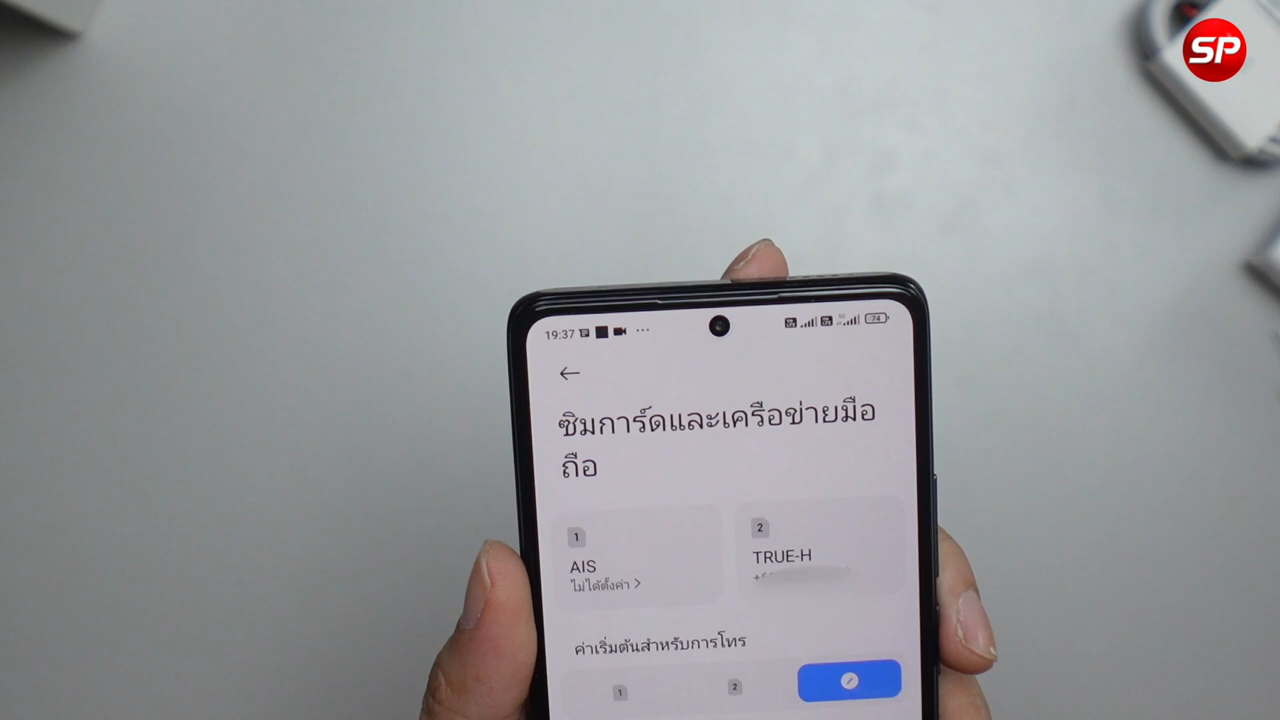 SP
19:37 ... 74
ซิมการ์ดและเครือข่ายมือ
ถือ
1
AIS
ไม่ได้ตั้งค่า >
2
TRUE-H
ค่าเริ่มต้นสำหรับการโทร
1 2